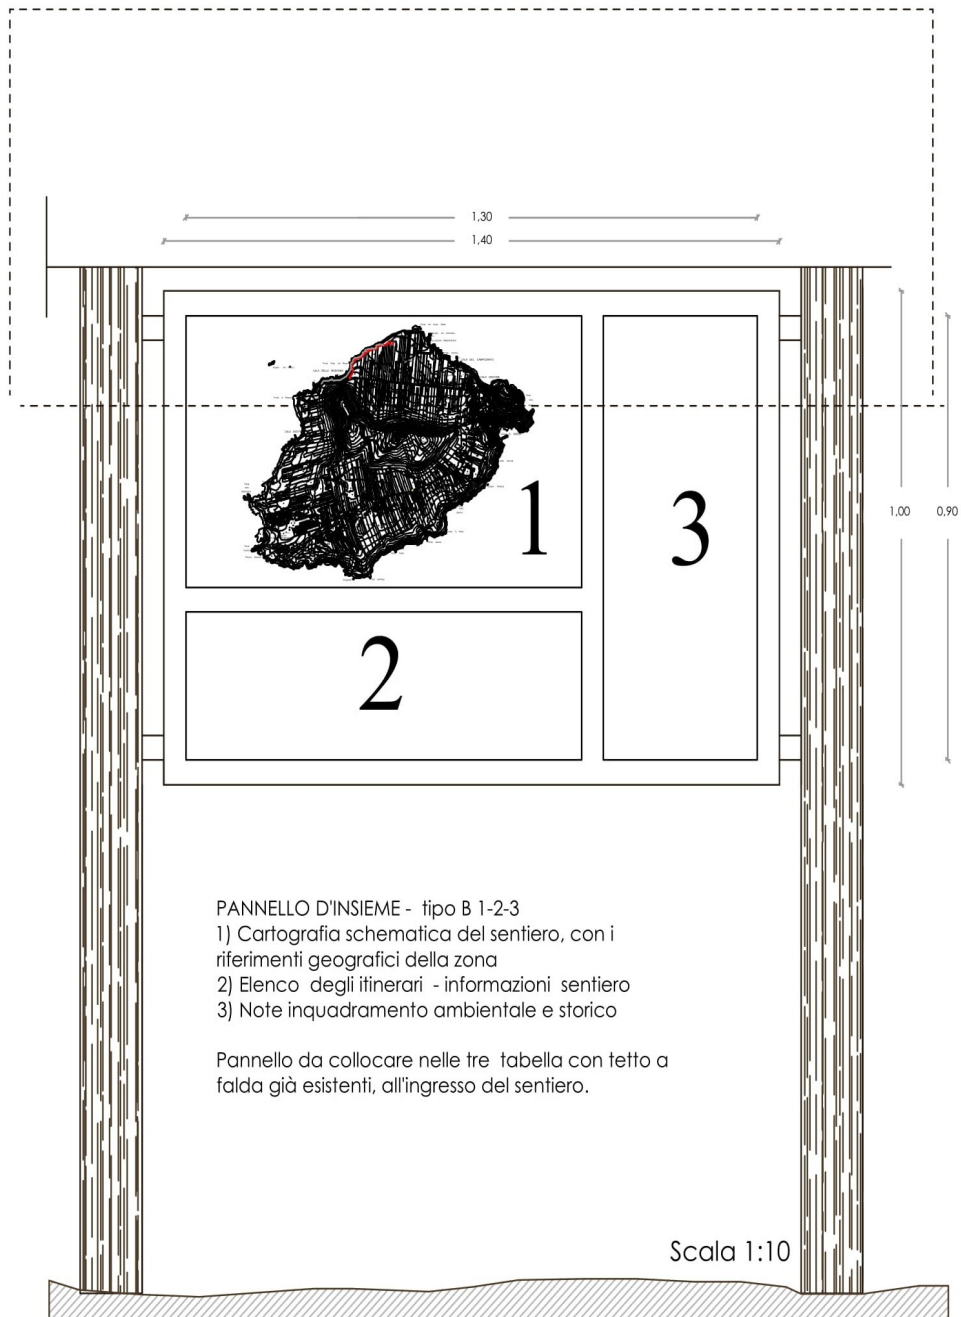 1,30
1,40
1
3
1,00
0,90
2
PANNELLO D'INSIEME - tipo B 1-2-3
1) Cartografia schematica del sentiero, con i
riferimenti geografici della zona
2) Elenco degli itinerari - informazioni sentiero
3) Note inquadramento ambientale e storico
Pannello da collocare nelle tre tabella con tetto a
falda già esistenti, all'ingresso del sentiero.
Scala 1:10